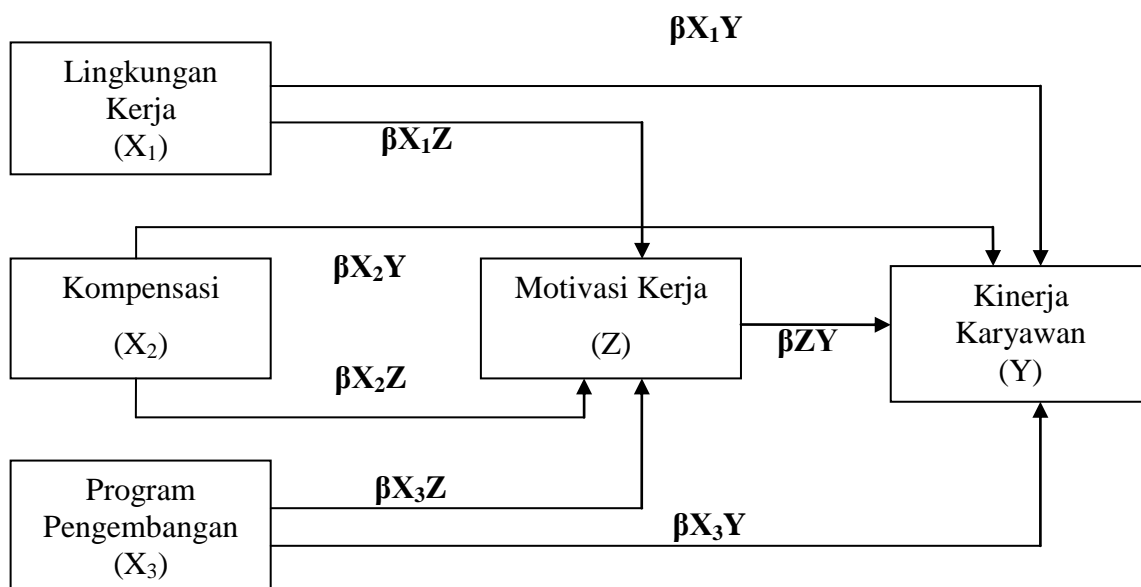 βX₁Y
Lingkungan
Kerja
(X₁)
βX₁Z
βX₂Y
Kompensasi
(X₂)
Motivasi Kerja
(Z)
βZY
Kinerja
Karyawan
(Y)
βX₂Z
βX₃Z
Program
Pengembangan
(X₃)
βX₃Y